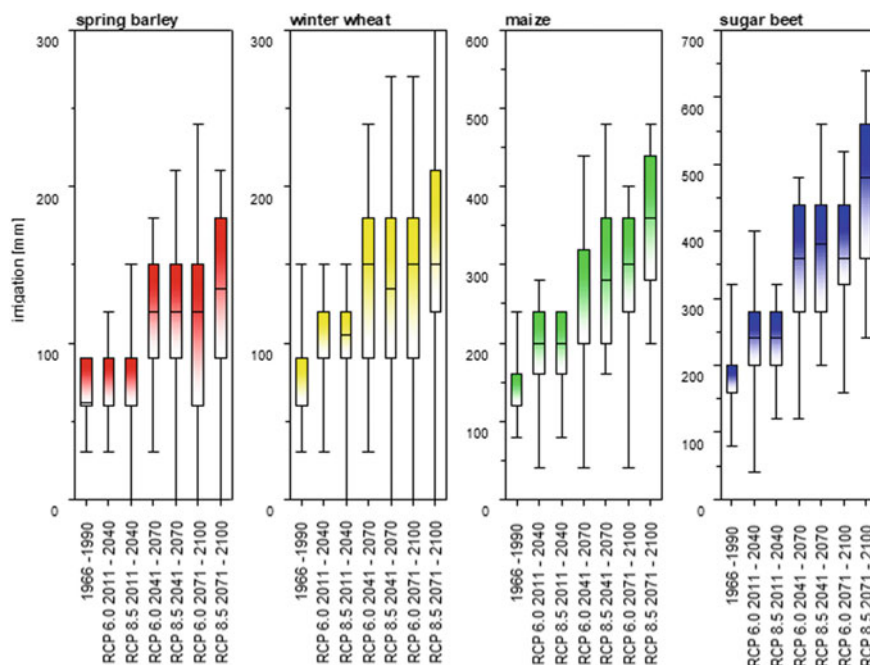 spring barley
300
200
100
0
irrigation [mm]
1966 -1990
RCP 6.0 2011 - 2040
RCP 8.5 2011 - 2040
RCP 6.0 2041 - 2070
RCP 8.5 2041 - 2070
RCP 6.0 2071 - 2100
RCP 8.5 2071 - 2100
winter wheat
300
200
100
0
1966 -1990
RCP 6.0 2011 - 2040
RCP 8.5 2011 - 2040
RCP 6.0 2041 - 2070
RCP 8.5 2041 - 2070
RCP 6.0 2071 - 2100
RCP 8.5 2071 - 2100
maize
600
500
400
300
200
100
0
1966 -1990
RCP 6.0 2011 - 2040
RCP 8.5 2011 - 2040
RCP 6.0 2041 - 2070
RCP 8.5 2041 - 2070
RCP 6.0 2071 - 2100
RCP 8.5 2071 - 2100
sugar beet
700
600
500
400
300
200
100
0
1966 -1990
RCP 6.0 2011 - 2040
RCP 8.5 2011 - 2040
RCP 6.0 2041 - 2070
RCP 8.5 2041 - 2070
RCP 6.0 2071 - 2100
RCP 8.5 2071 - 2100